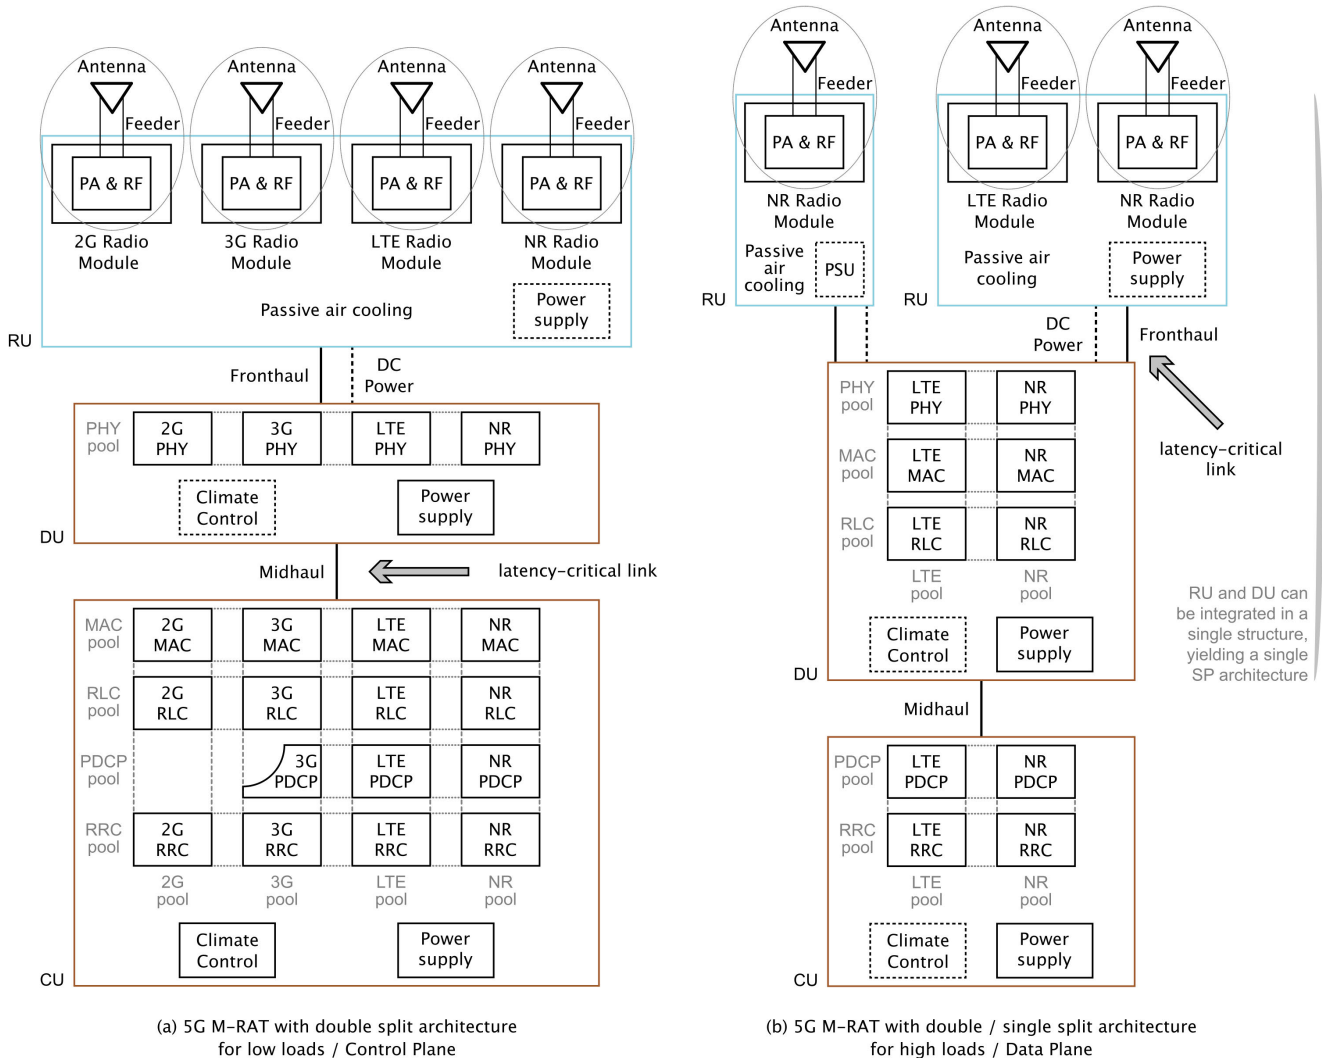 Antenna
Antenna
Antenna
Antenna
Feeder
Feeder
Feeder
Feeder
PA & RF
PA & RF
PA & RF
PA & RF
2G Radio
Module
3G Radio
Module
LTE Radio
Module
NR Radio
Module
Passive air cooling
Power
supply
RU
Fronthaul
DC
Power
PHY
pool
2G
PHY
3G
PHY
LTE
PHY
NR
PHY
Climate
Control
Power
supply
DU
Midhaul
latency-critical link
MAC
pool
2G
MAC
3G
MAC
LTE
MAC
NR
MAC
RLC
pool
2G
RLC
3G
RLC
LTE
RLC
NR
RLC
PDCP
pool
3G
PDCP
LTE
PDCP
NR
PDCP
RRC
pool
2G
RRC
3G
RRC
LTE
RRC
NR
RRC
2G
pool
3G
pool
LTE
pool
NR
pool
Climate
Control
Power
supply
CU
(a) 5G M-RAT with double split architecture
for low loads / Control Plane
Antenna
Antenna
Antenna
Feeder
Feeder
Feeder
PA & RF
PA & RF
PA & RF
NR Radio
Module
LTE Radio
Module
NR Radio
Module
Passive
air
cooling
PSU
Passive air
cooling
Power
supply
RU
RU
DC
Power
Fronthaul
latency-critical
link
PHY
pool
LTE
PHY
NR
PHY
MAC
pool
LTE
MAC
NR
MAC
RLC
pool
LTE
RLC
NR
RLC
LTE
pool
NR
pool
Climate
Control
Power
supply
DU
RU and DU can
be integrated in a
single structure,
yielding a single
SP architecture
Midhaul
PDCP
pool
LTE
PDCP
NR
PDCP
RRC
pool
LTE
RRC
NR
RRC
LTE
pool
NR
pool
Climate
Control
Power
supply
CU
(b) 5G M-RAT with double / single split architecture
for high loads / Data Plane